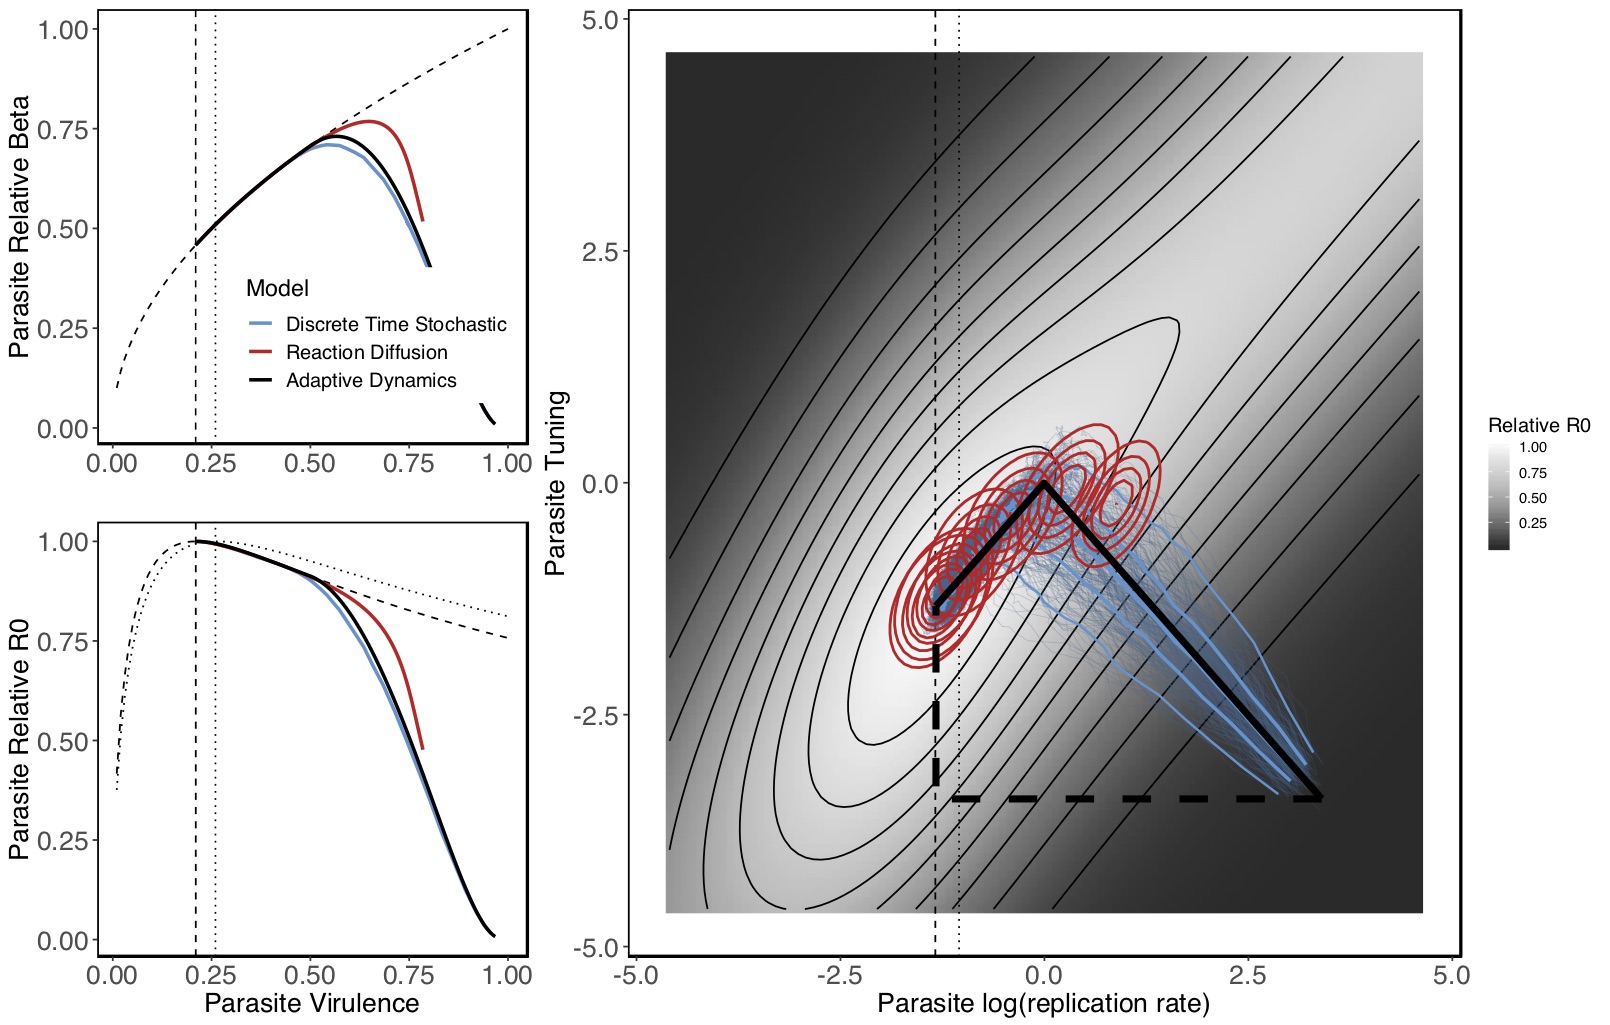 Parasite Relative Beta
1.00
0.75
0.50
0.25
0.00
0.00 0.25 0.50 0.75 1.00
Model
Discrete Time Stochastic
Reaction Diffusion
Adaptive Dynamics
Parasite Relative R0
1.00
0.75
0.50
0.25
0.00
0.00 0.25 0.50 0.75 1.00
Parasite Virulence
Parasite Tuning
5.0
2.5
0.0
-2.5
-5.0
-5.0 -2.5 0.0 2.5 5.0
Parasite log(replication rate)
Relative R0
1.00
0.75
0.50
0.25